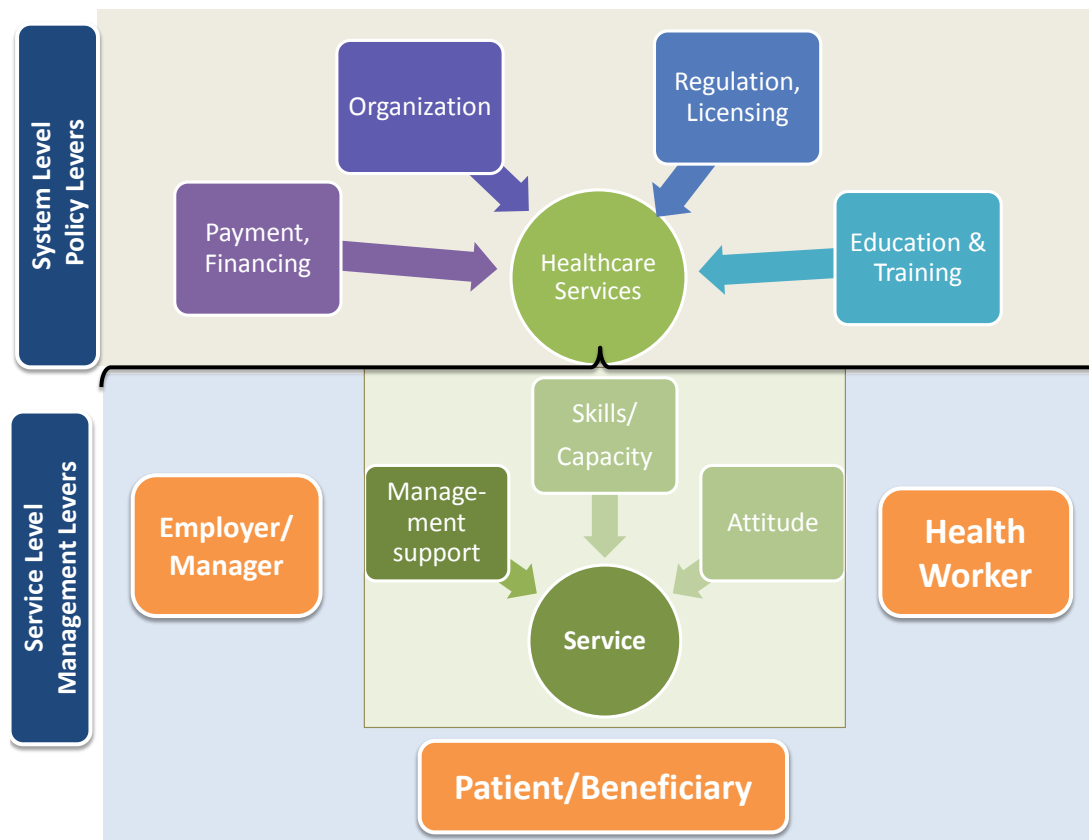 System Level
Policy Levers
Organization
Regulation,
Licensing
Payment,
Financing
Healthcare
Services
Education &
Training
Service Level
Management Levers
Skills/
Capacity
Manage-
ment
support
Attitude
Employer/
Manager
Health
Worker
Service
Patient/Beneficiary